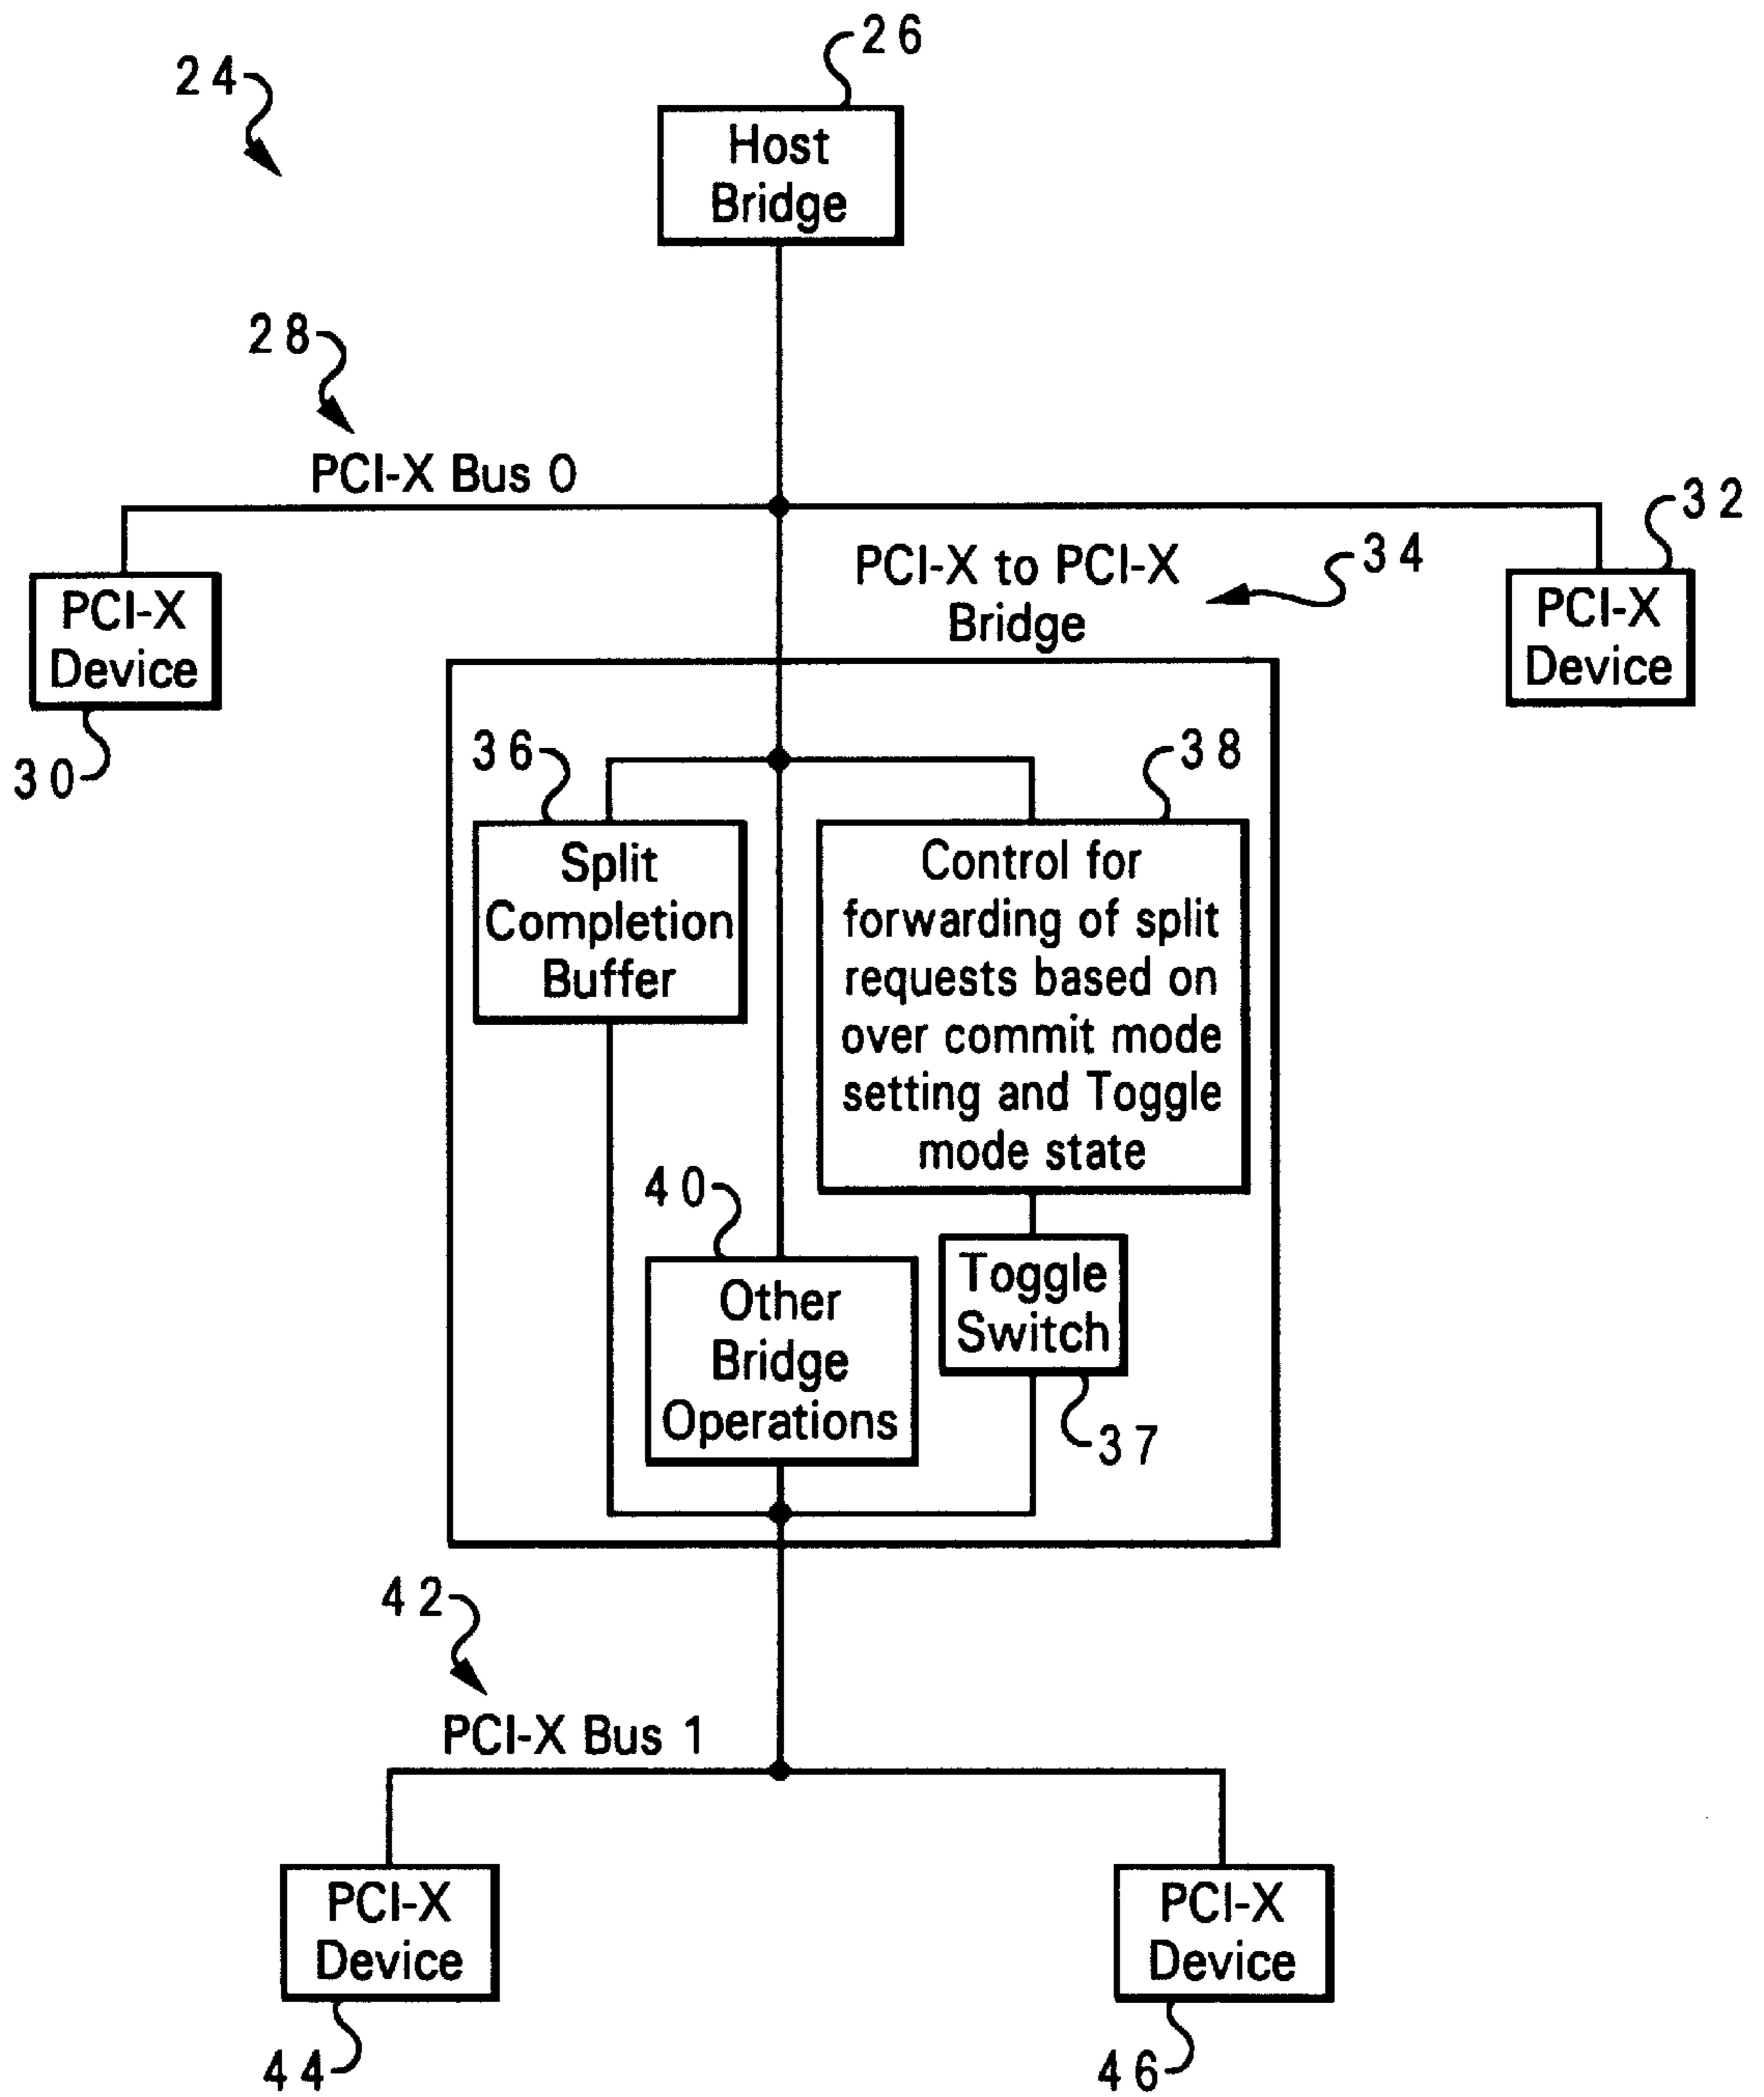 26
24
Host
Bridge
28
PCI-X Bus 0
32
PCI-X to PCI-X
Bridge
34
PCI-X
Device
30
PCI-X
Device
36
38
Split
Completion
Buffer
Control for
forwarding of split
requests based on
over commit mode
setting and Toggle
mode state
40
Other
Bridge
Operations
Toggle
Switch
37
42
PCI-X Bus 1
PCI-X
Device
PCI-X
Device
44
46